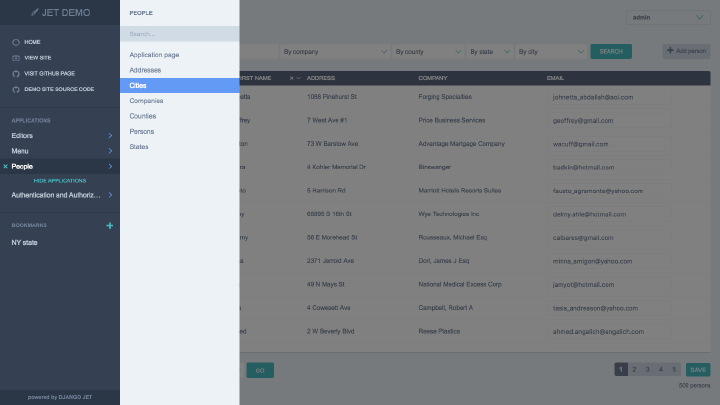 JET DEMO
HOME
VIEW SITE
VISIT GITHUB PAGE
DEMO SITE SOURCE CODE
APPLICATIONS
Editors
Menu
People
HIDE APPLICATIONS
Authentication and Authoriz...
BOOKMARKS
NY state
powered by DJANGO JET
PEOPLE
Search...
Application page
Addresses
Cities
Companies
Counties
Persons
States
admin
By company
By county
By state
By city
SEARCH
Add person
RST NAME ADDRESS COMPANY EMAIL
1088 Pinehurst St Forging Specialties johnetta_abdallah@aol.com
frey 7 West Ave #1 Price Business Services geoffrey@gmail.com
on 73 W Barstow Ave Advantage Martgage Company wacuff@gmail.com
la 4 Kohler Memorial Dr Binswanger badkin@hotmail.com
to 5 Harrison Rd Marriott Hotels Resorts Suites fausto_agramonte@yahoo.com
y 65895 S 16th St Wye Technologies Inc delmy.ahle@hotmail.com
my 56 E Morehead St Rousseaux, Michael Esq calbares@gmail.com
a 2371 Jerrold Ave Dorl, James J Esq minna_amigon@yahoo.com
49 N Mays St National Medical Excess Corp jamyot@hotmail.com
a 4 Cowesett Ave Campbell, Robert A tasia_andreason@yahoo.com
ed 2 W Beverly Blvd Reese Plastics ahmed.angalich@angalich.com
GO
1 2 3 4 5
SAVE
500 persons